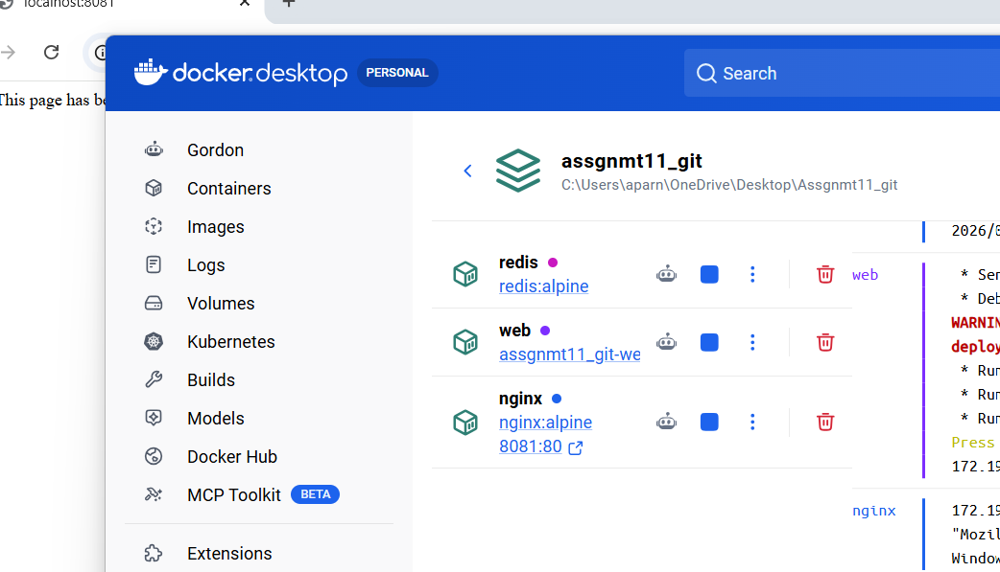 localhost:8081
This page has be
docker.desktop PERSONAL
Search
Gordon
Containers
Images
Logs
Volumes
Kubernetes
Builds
Models
Docker Hub
MCP Toolkit BETA
Extensions
assgnmt11_git
C:\Users\aparn\OneDrive\Desktop\Assgnmt11_git
redis
redis:alpine
web
assgnmt11_git-we
nginx
nginx:alpine
8081:80
2026/0
web
* Ser
* Deb
WARNIN
deploy
* Run
* Run
* Run
Press
172.19
nginx
172.19
"Mozil
Window